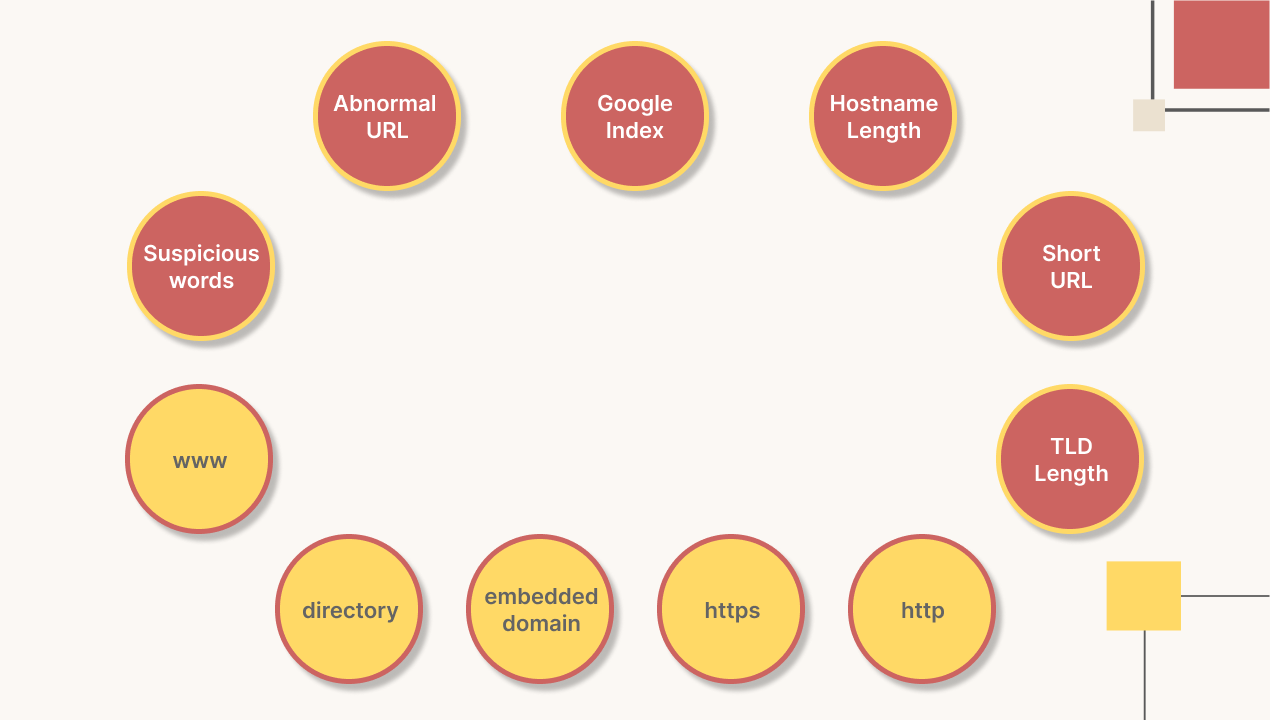 Abnormal
URL
Google
Index
Hostname
Length
Suspicious
words
Short
URL
www
TLD
Length
directory
embedded
domain
https
http